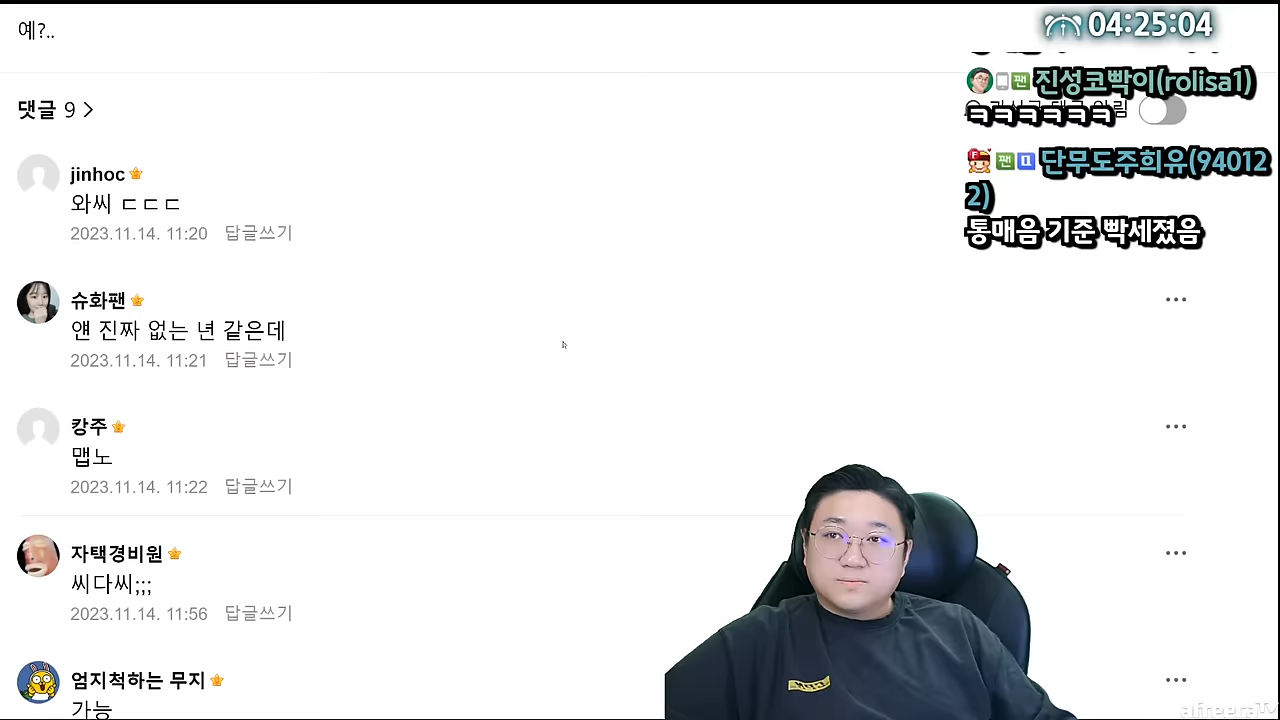 예?..
04:25:04
댓글 9
진성코빡이(rolisa1)
ㅋㅋㅋㅋㅋㅋ
단무도주희유(94012
2)
통매음 기준 빡세졌음
jinhoc
와씨 ㄷㄷㄷ
2023.11.14. 11:20 답글쓰기
슈화팬
얜 진짜 없는 년 같은데
2023.11.14. 11:21 답글쓰기
캉주
맵노
2023.11.14. 11:22 답글쓰기
자택경비원
씨다씨;;;
2023.11.14. 11:56 답글쓰기
엄지척하는 무지
가능
afreecaTV